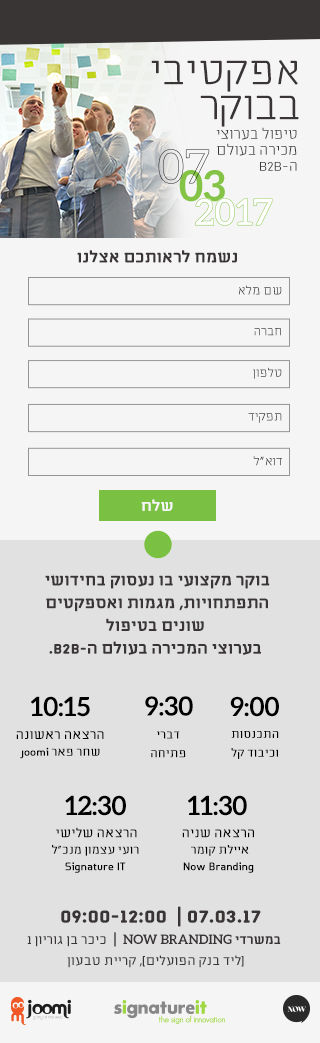 אפקטיבי
בבוקר
טיפול בערוצי
מכירה בעולם
ה-B2B
07
03
2017
נשמח לראותכם אצלנו
שם מלא
חברה
טלפון
תפקיד
דוא"ל
שלח
בוקר מקצועי בו נעסוק בחידושי
התפתחויות, מגמות ואספקטים
שונים בטיפול
בערוצי המכירה בעולם ה-B2B.
9:00
התכנסות
וכיבוד קל
9:30
דברי
פתיחה
10:15
הרצאה ראשונה
שחר פאר joomi
11:30
הרצאה שניה
איילת קומר
Now Branding
12:30
הרצאה שלישי
רועי עצמון מנכ"ל
Signature IT
09:00-12:00 | 07.03.17
במשרדי NOW BRANDING | כיכר בן גוריון 1
[ליד בנק הפועלים], קריית טבעון
joomi
signatureit
the sign of innovation
NOW